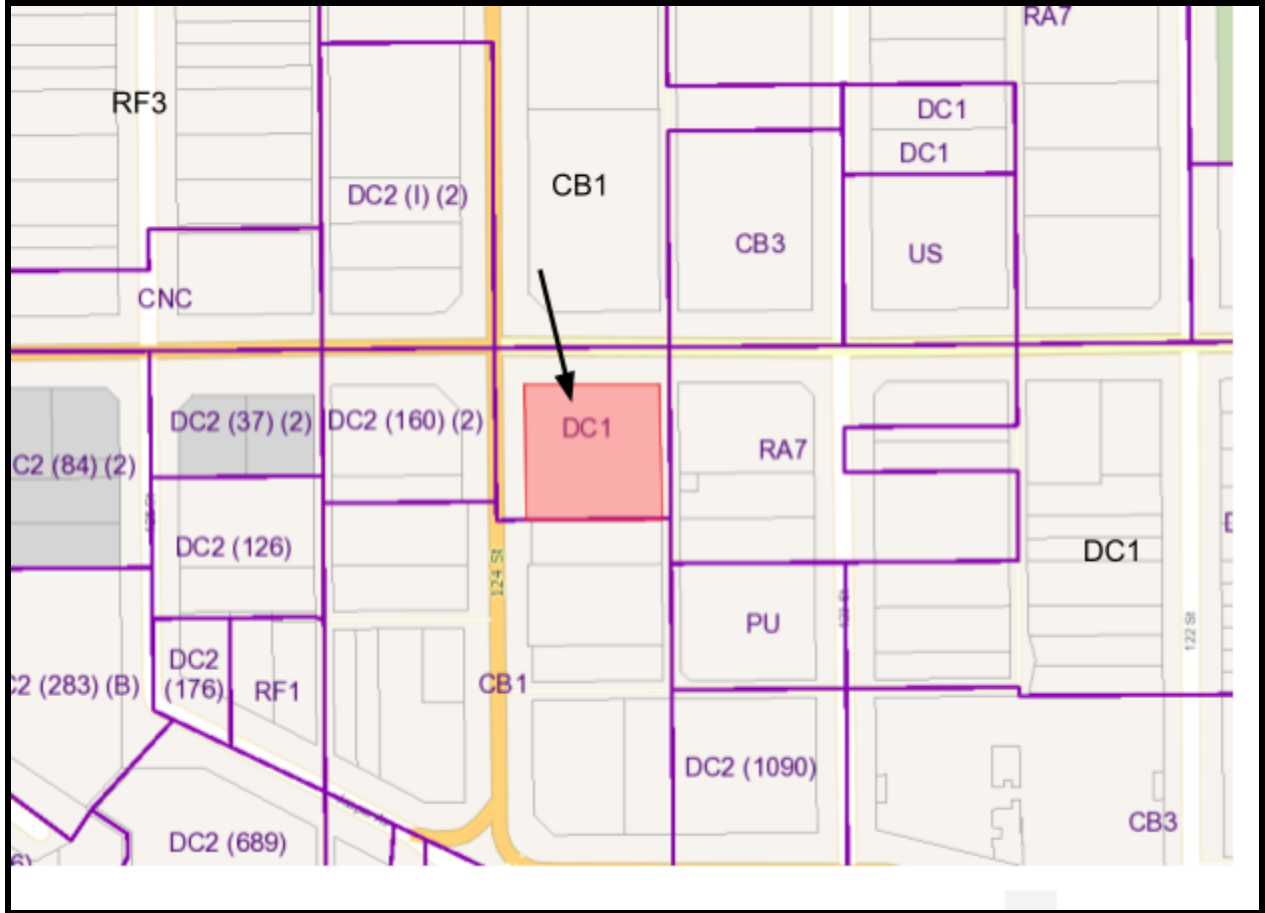 RA7
RF3
DC1
DC1
CB1
DC2 (I) (2)
CB3
US
CNC
DC1
DC2 (37) (2)
DC2 (160) (2)
RA7
C2 (84) (2)
DC2 (126)
DC1
124 St
PU
122 St
DC2
(176)
C2 (283) (B)
RF1
CB1
DC2 (1090)
CB3
DC2 (689)
6)